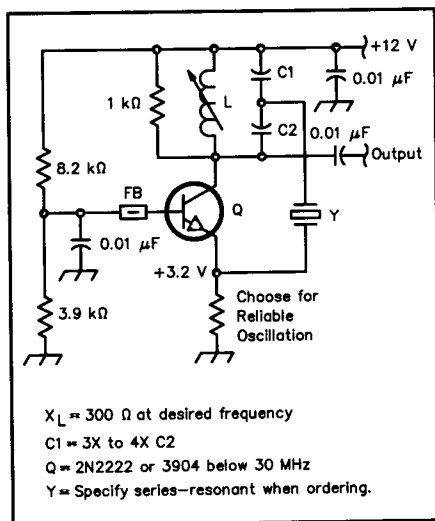 +12 V
C1
0.01 µF
1 kΩ
L
C2
0.01 µF
Output
8.2 kΩ
FB
Q
Y
0.01 µF
+3.2 V
3.9 kΩ
Choose for
Reliable
Oscillation
XL = 300 Ω at desired frequency
C1 = 3X to 4X C2
Q = 2N2222 or 3904 below 30 MHz
Y = Specify series-resonant when ordering.